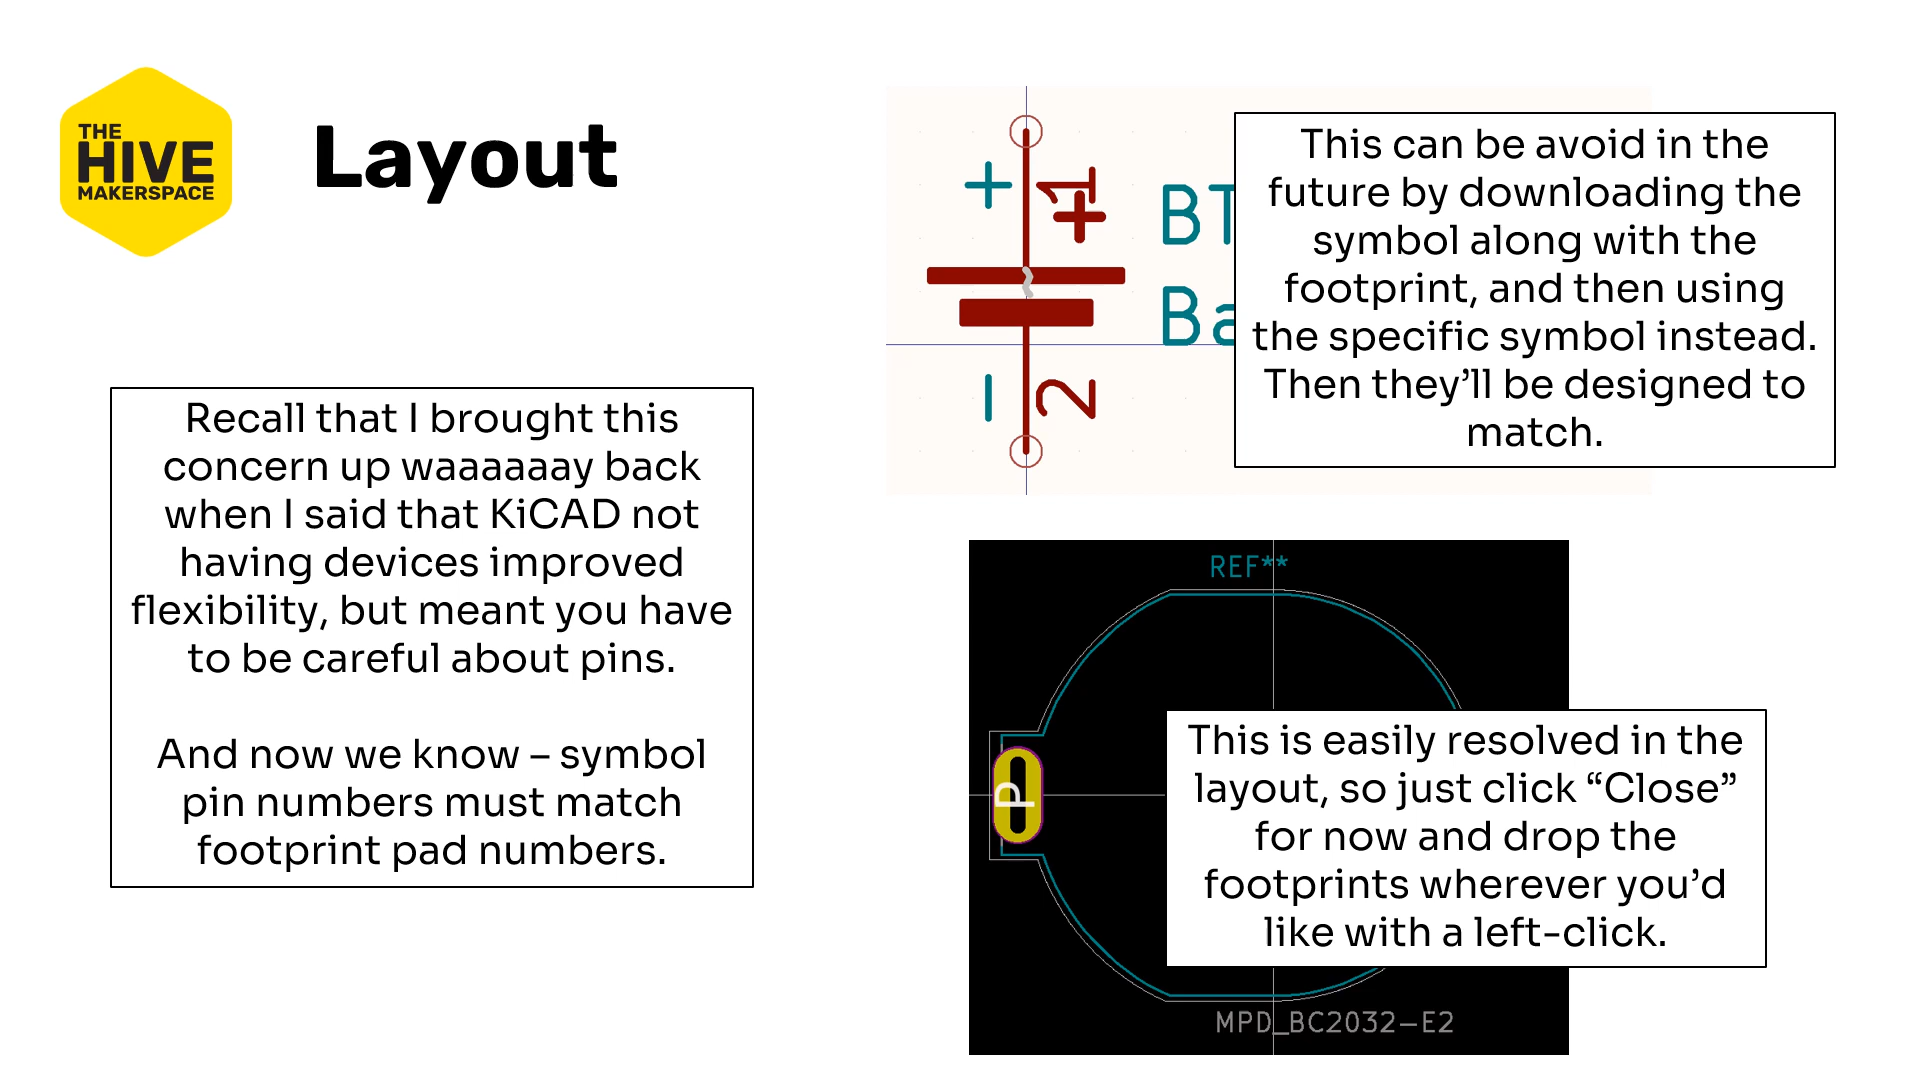 THE
HIVE
MAKERSPACE
Layout
Recall that I brought this
concern up waaaaaay back
when I said that KiCAD not
having devices improved
flexibility, but meant you have
to be careful about pins.
And now we know – symbol
pin numbers must match
footprint pad numbers.
+
1
+
BT
Ba
–
2
This can be avoid in the
future by downloading the
symbol along with the
footprint, and then using
the specific symbol instead.
Then they’ll be designed to
match.
REF**
P
This is easily resolved in the
layout, so just click “Close”
for now and drop the
footprints wherever you’d
like with a left-click.
MPD_BC2032-E2